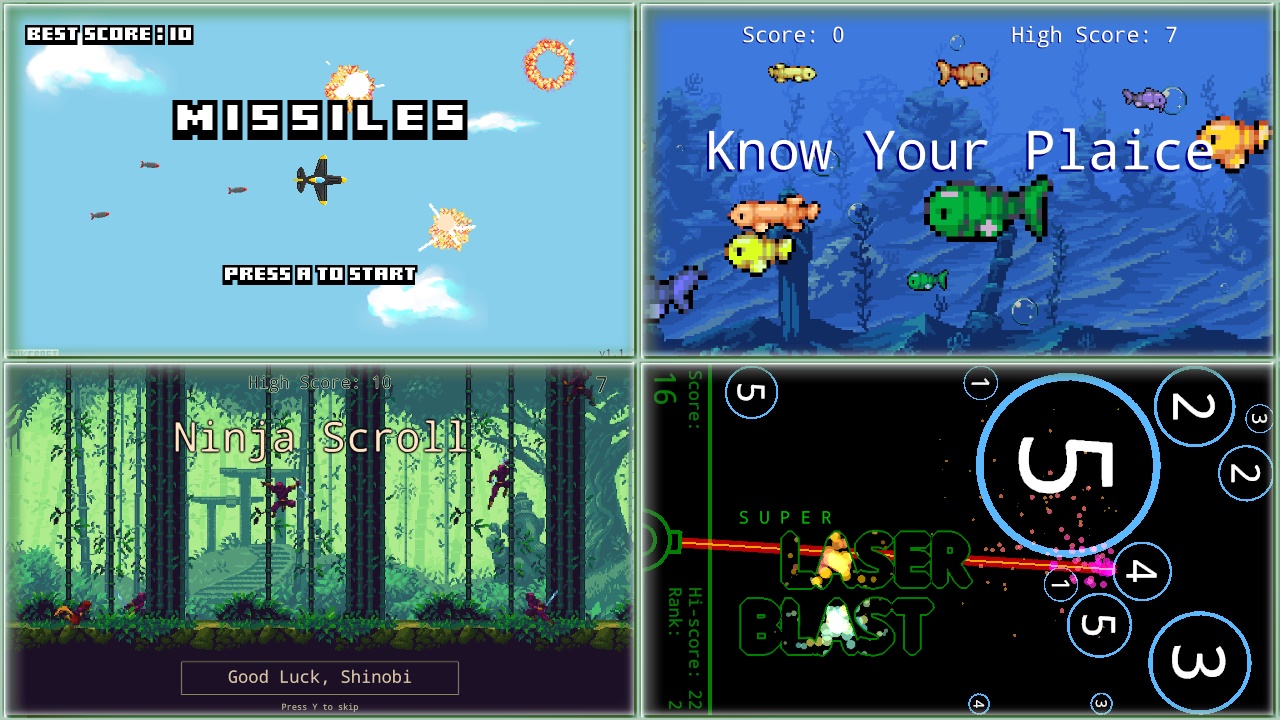 BEST SCORE: 10
MISSILES
PRESS A TO START
v1.1
Score: 0
High Score: 7
Know Your Plaice
High Score: 10
7
Ninja Scroll
Good Luck, Shinobi
Press Y to skip
Score:
16
Hi-score: 22
Rank: 2
SUPER
LASER
BLAST
5
1
5
2
3
2
4
1
5
3
4
3